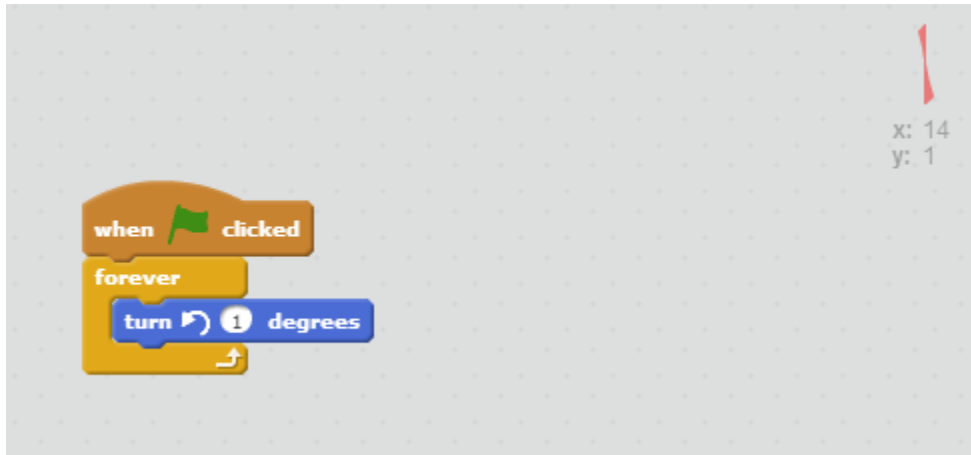 x: 14
y: 1
when clicked
forever
turn 1 degrees